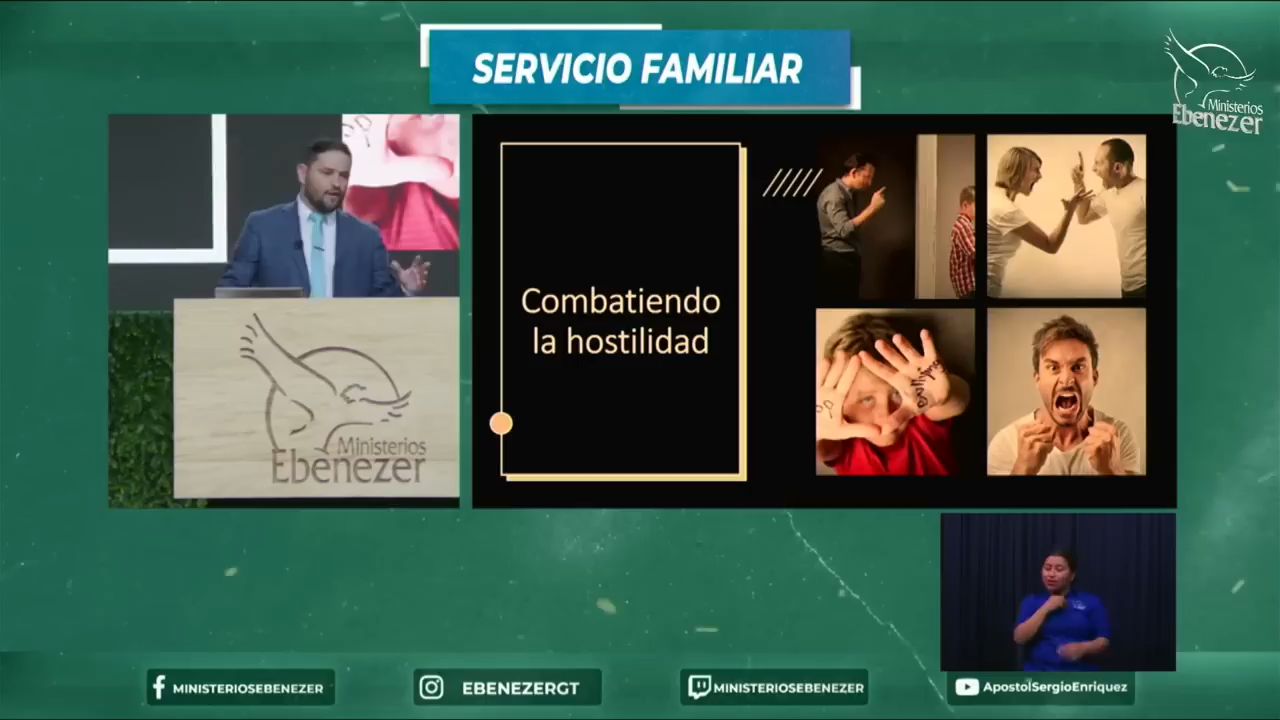 SERVICIO FAMILIAR
Ministerios
Ebenezer
Combatiendo
la hostilidad
Ministerios
Ebenezer
MINISTERIOSEBENEZER
EBENEZERGT
MINISTERIOSEBENEZER
ApostolSergioEnriquez